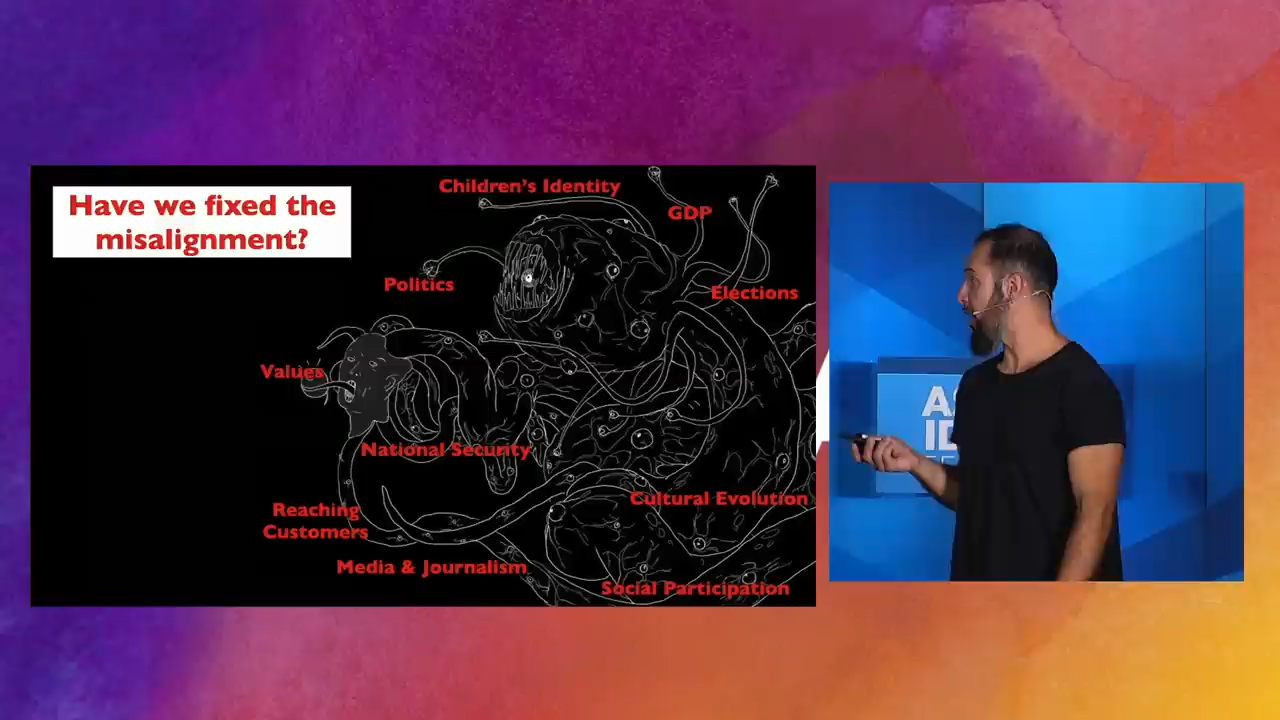 Have we fixed the
misalignment?
Children's Identity
GDP
Politics
Elections
Values
National Security
Cultural Evolution
Reaching
Customers
Media & Journalism
Social Participation